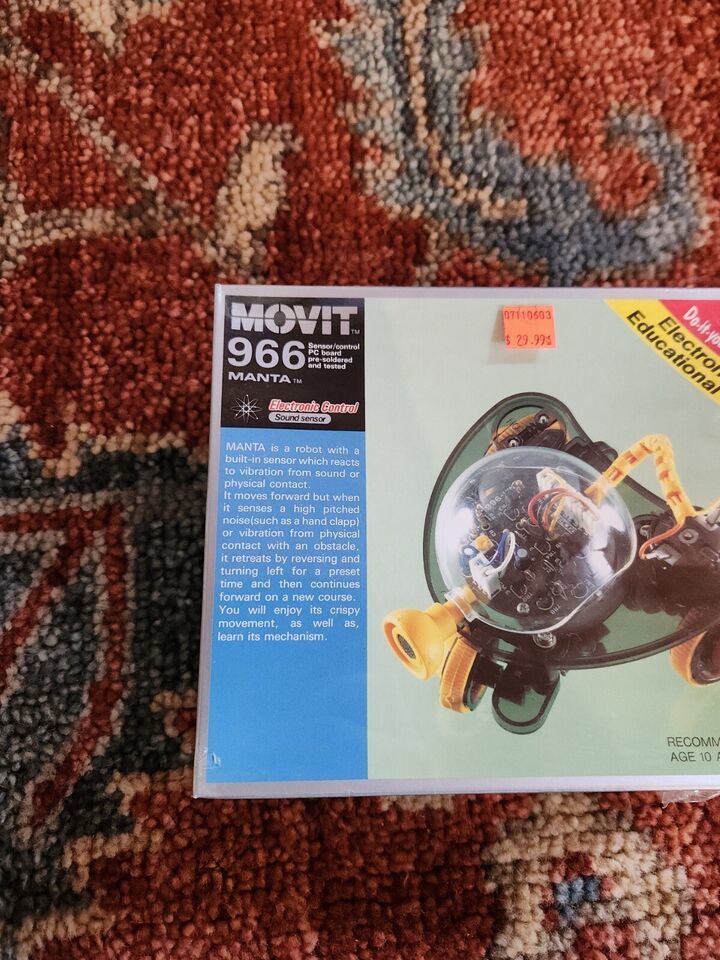 MOVIT™
966
Sensor/control
PC board
pre-soldered
and tested
MANTA™
Electronic Control
Sound sensor
MANTA is a robot with a
built-in sensor which reacts
to vibration from sound or
physical contact.
It moves forward but when
it senses a high pitched
noise(such as a hand clapp)
or vibration from physical
contact with an obstacle,
it retreats by reversing and
turning left for a preset
time and then continues
forward on a new course.
You will enjoy its crispy
movement, as well as,
learn its mechanism.
07110603
$ 29.99
Do-it-yo
Electron
Educational
RECOMM
AGE 10 A